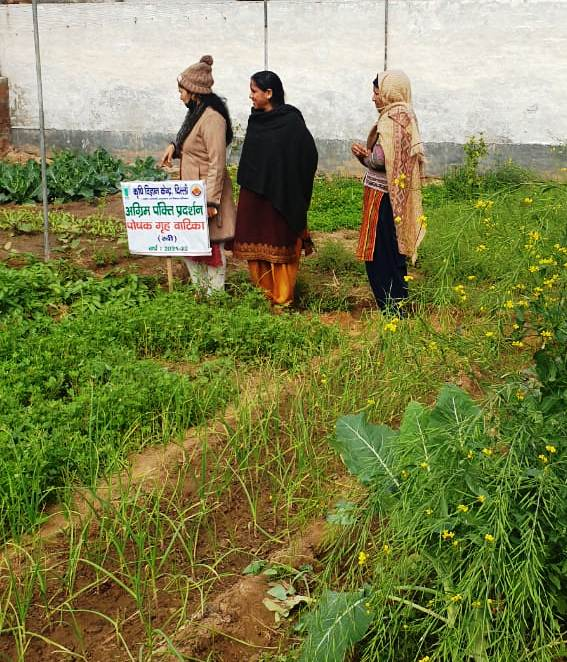 कृषि विज्ञान केन्द्र, दिल्ली
अग्रिम पंक्ति प्रदर्शन
पोषक गृह वाटिका
(रबी)
वर्ष : 2021-22